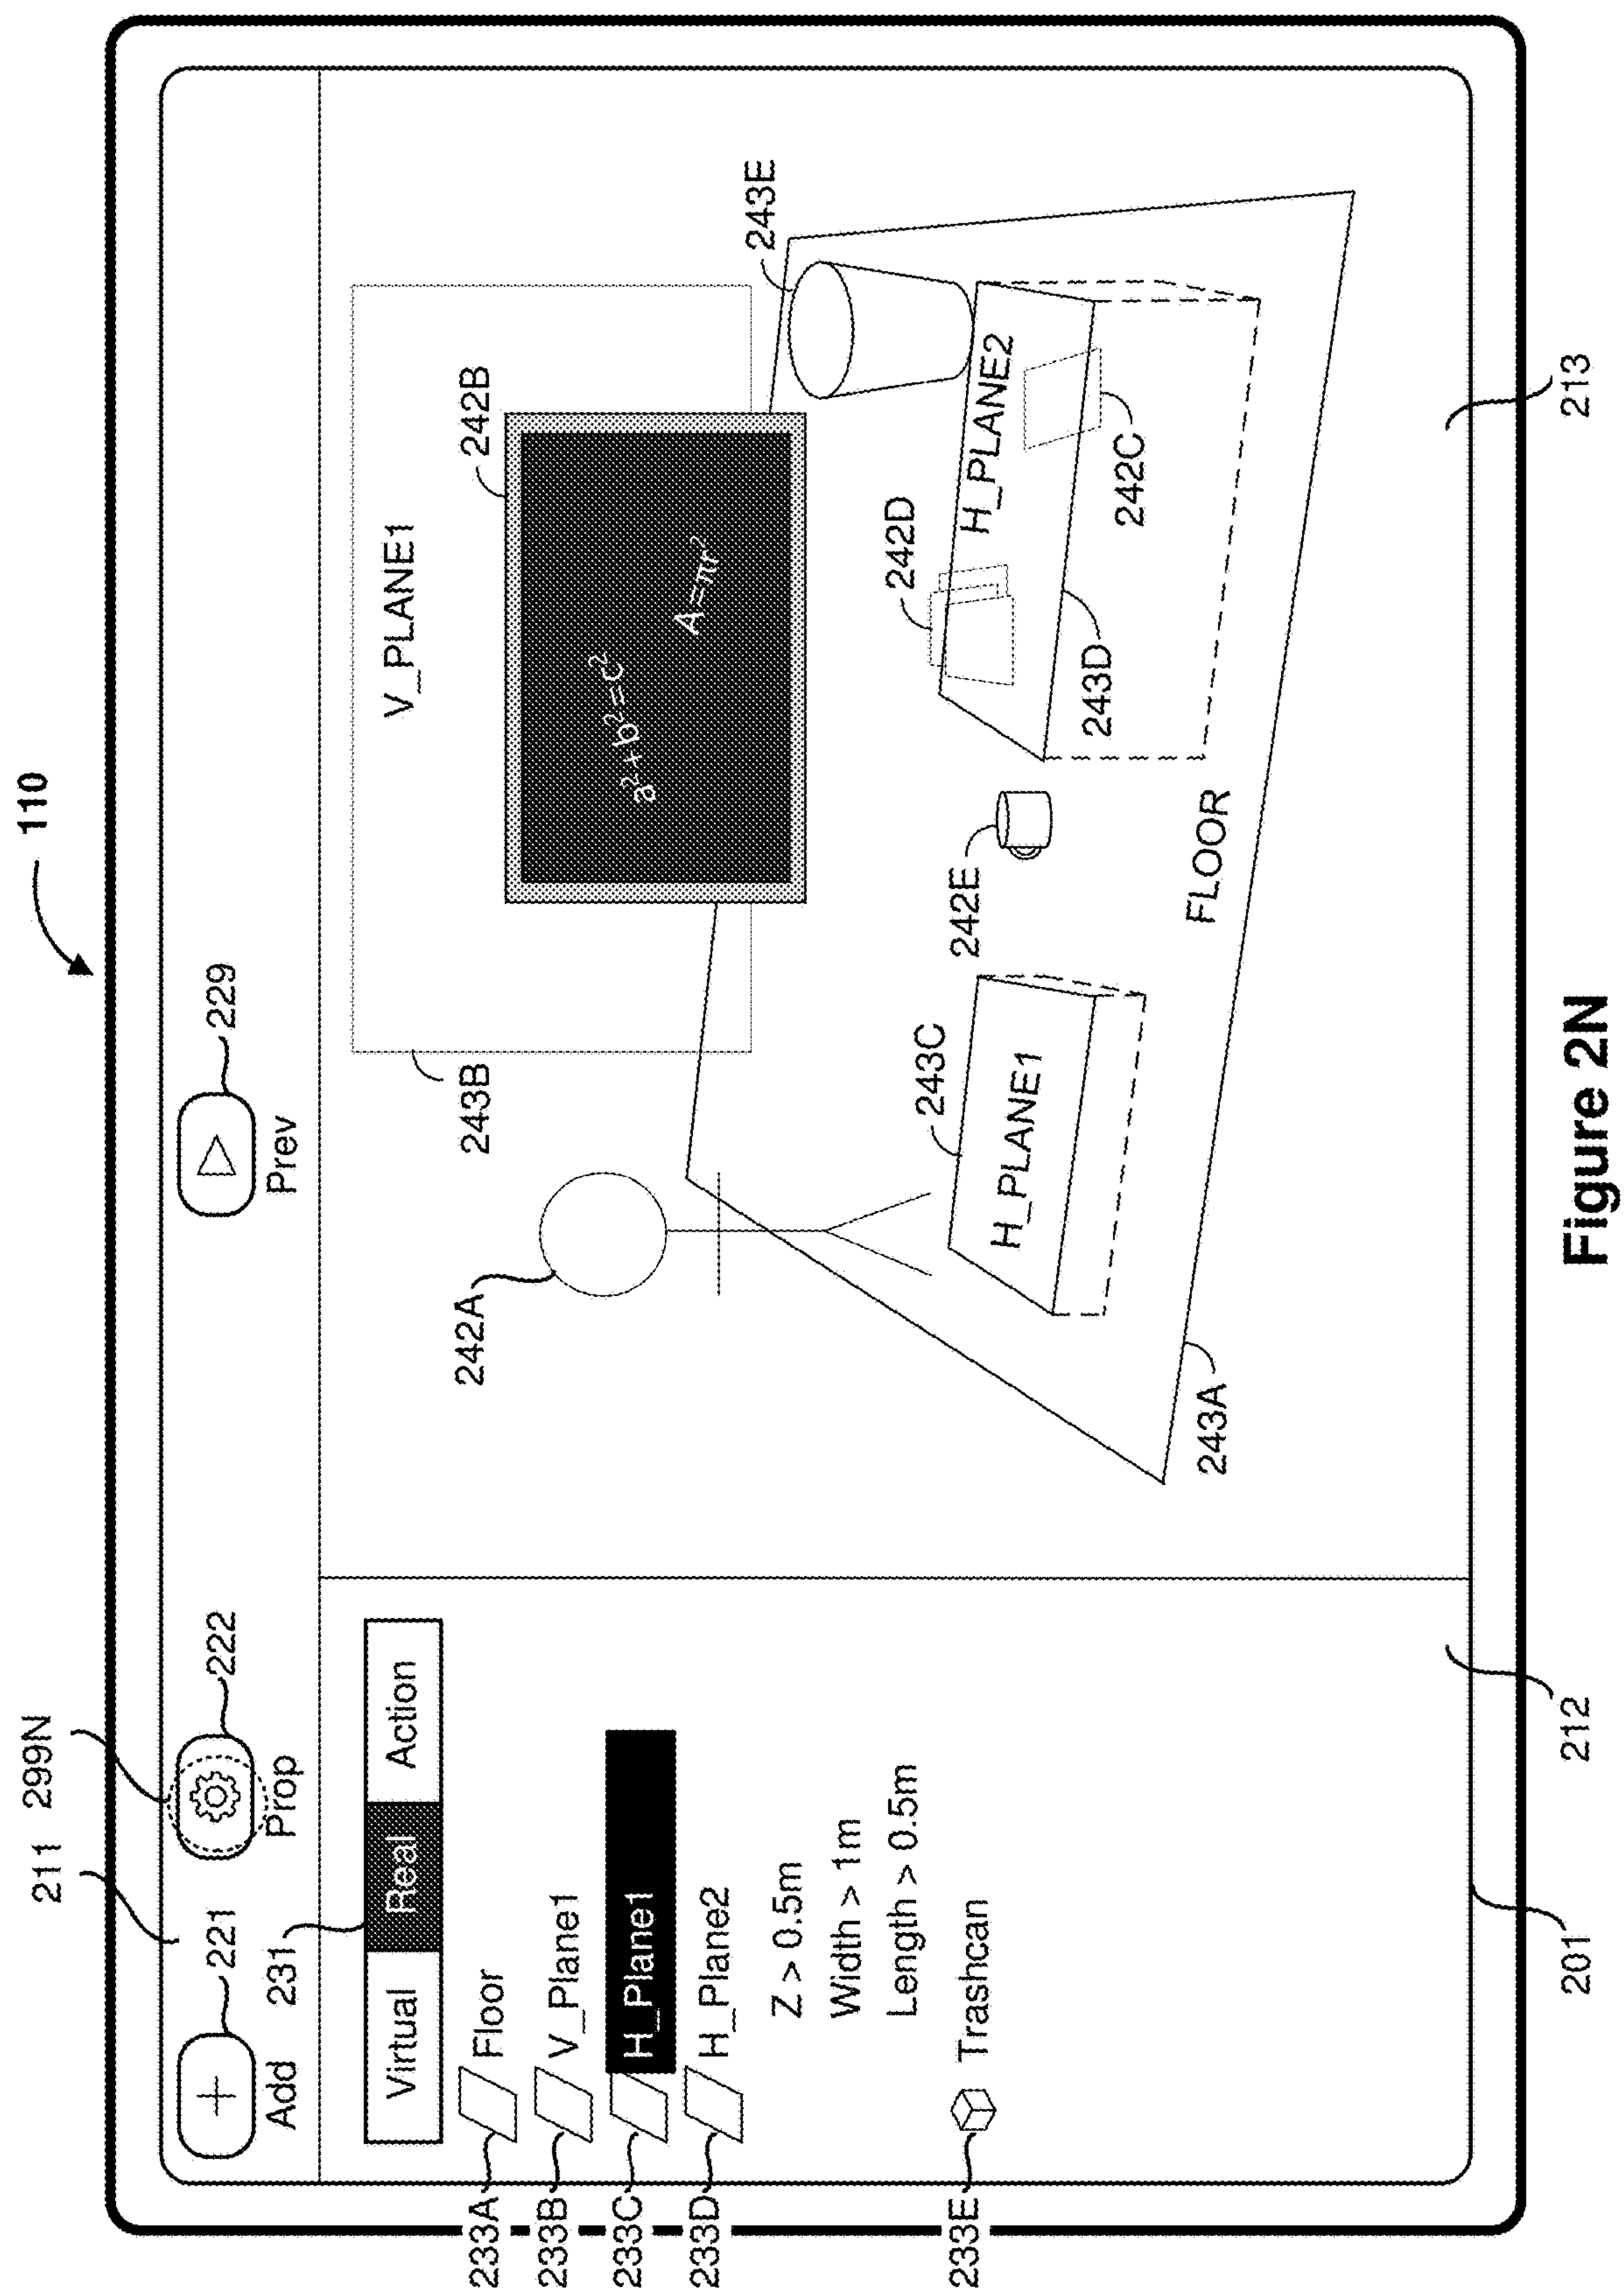 110
211
299N
221
222
229
Add
Prop
Prev
231
Virtual
Real
Action
233A
Floor
233B
V_Plane1
233C
H_Plane1
233D
H_Plane2
Z > 0.5m
Width > 1m
Length > 0.5m
233E
Trashcan
242A
243B
V_PLANE1
242B
a²+b²=c²
A=πr²
243E
243C
H_PLANE1
242E
242D
H_PLANE2
243D
242C
FLOOR
243A
201
212
213
Figure 2N